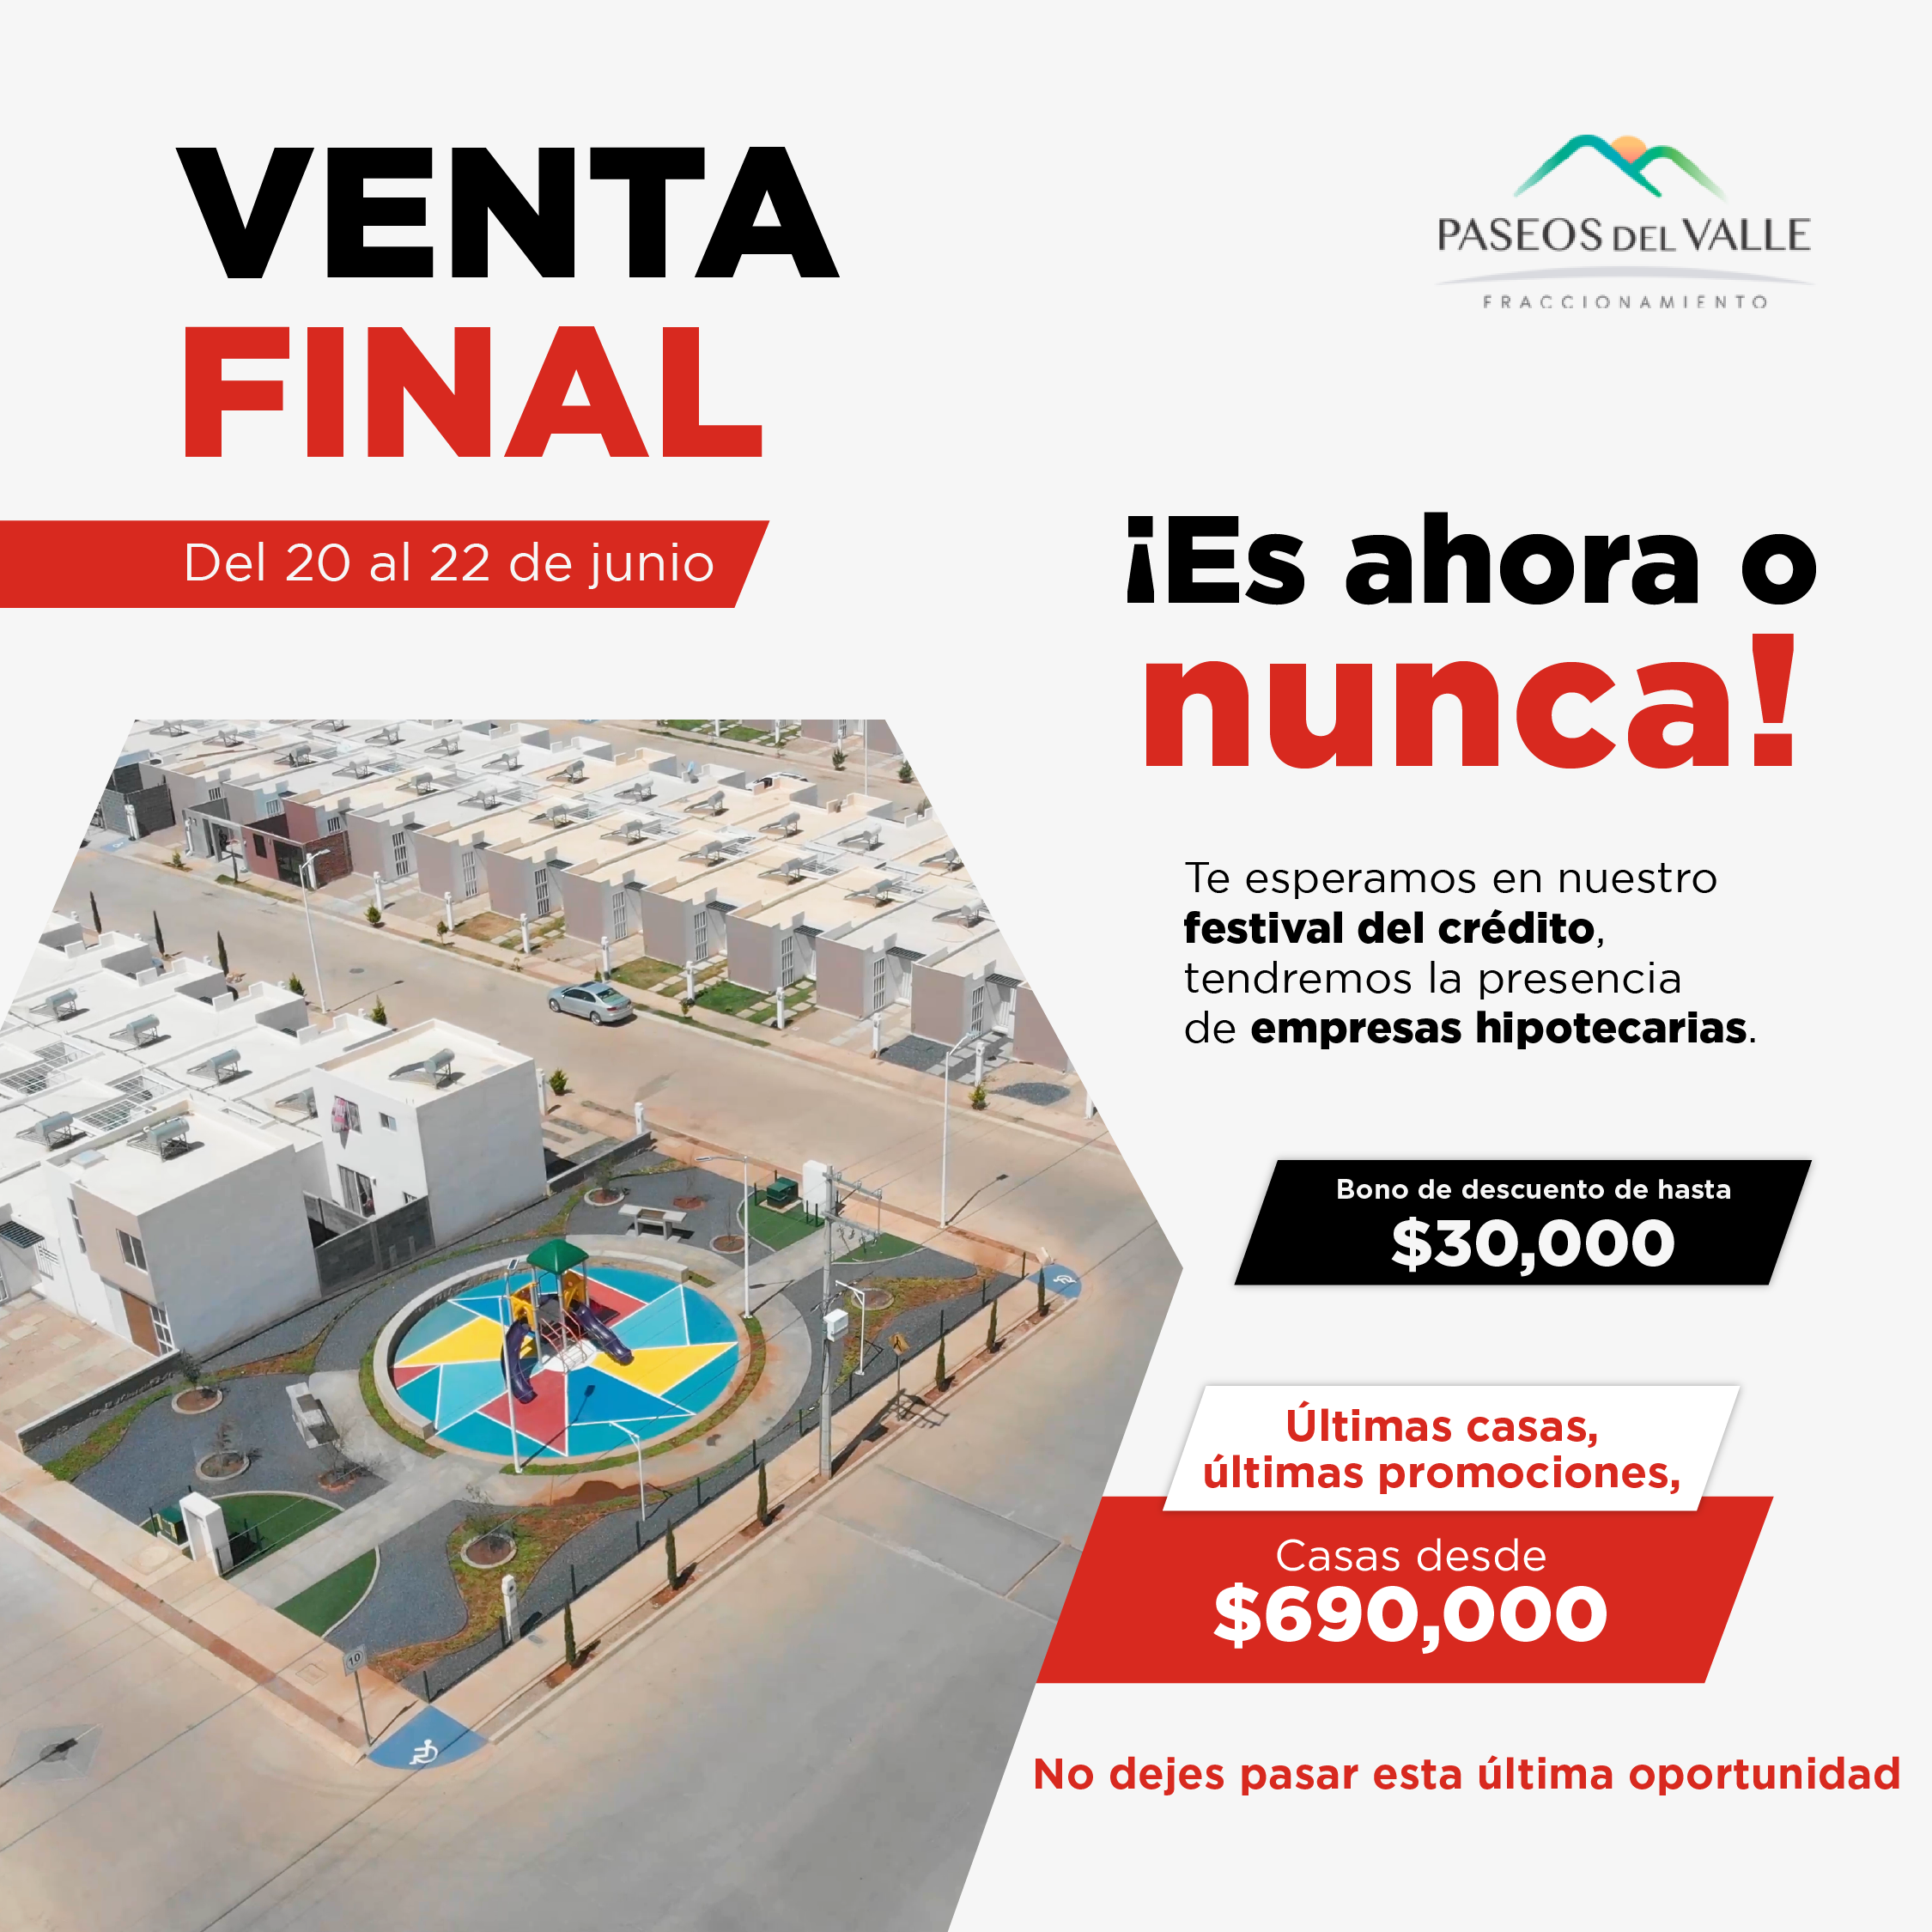 VENTA
FINAL
Del 20 al 22 de junio
PASEOS DEL VALLE
FRACCIONAMIENTO
¡Es ahora o
nunca!
Te esperamos en nuestro
festival del crédito,
tendremos la presencia
de empresas hipotecarias.
Bono de descuento de hasta
$30,000
Últimas casas,
últimas promociones,
Casas desde
$690,000
No dejes pasar esta última oportunidad
10